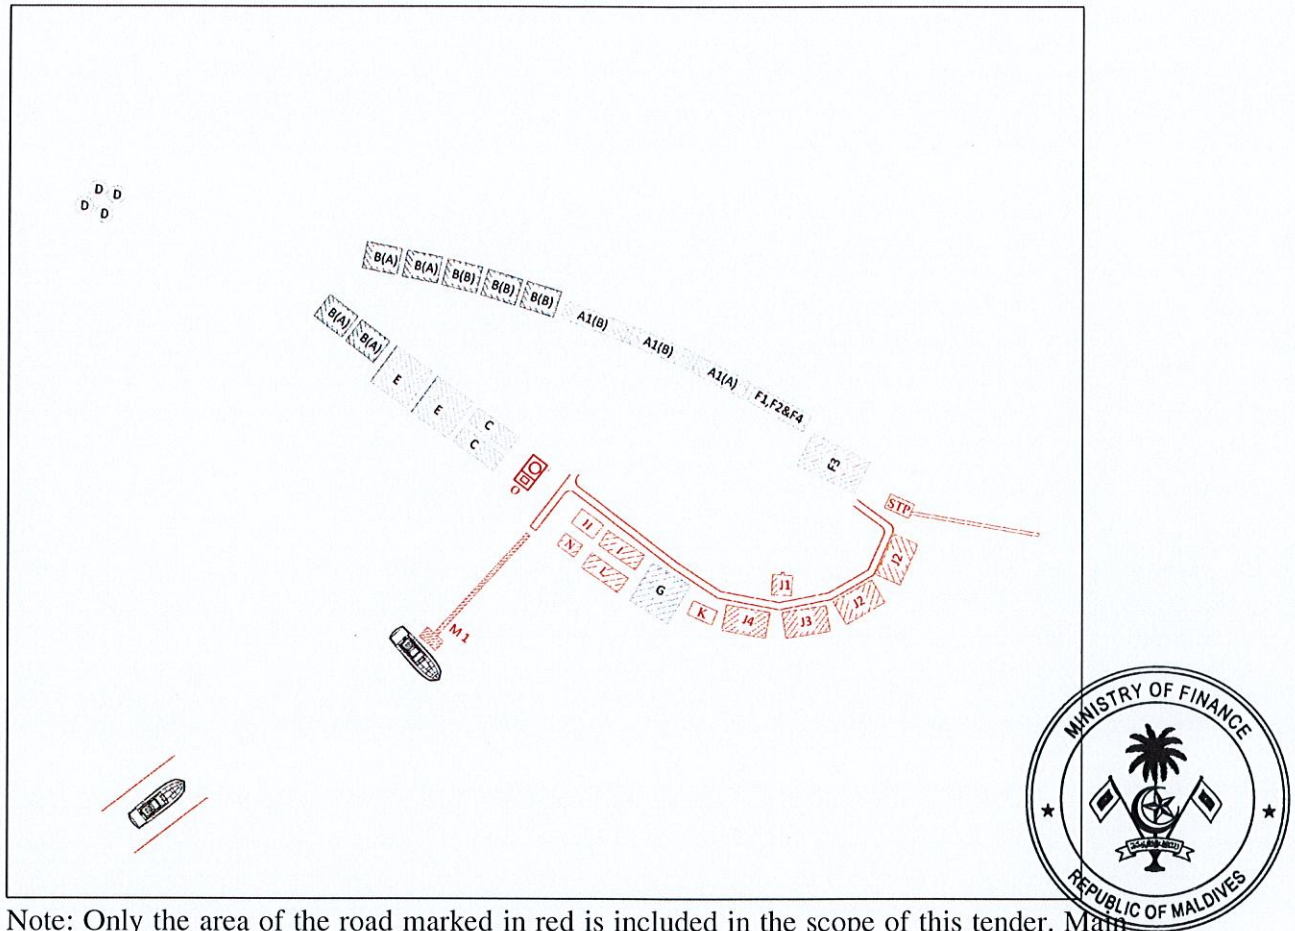 D D
D D
B(A) B(A) B(B) B(B) B(B) A1(B) A1(B) A1(A) F1,F2&F4 F3
B(A) B(A) E E C
C
STP
H I J2
N L G J1
K J4 J3 J2
M1
MINISTRY OF FINANCE
REPUBLIC OF MALDIVES
Note: Only the area of the road marked in red is included in the scope of this tender. Main